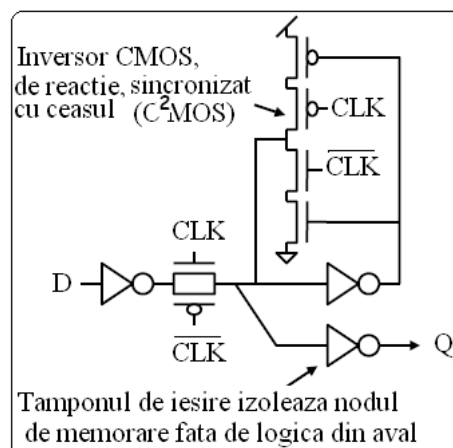 Inversor CMOS,
de reactie, sincronizat
cu ceasul (C²MOS)
CLK
CLK
CLK
D
CLK
Q
Tamponul de iesire izoleaza nodul
de memorare fata de logica din aval